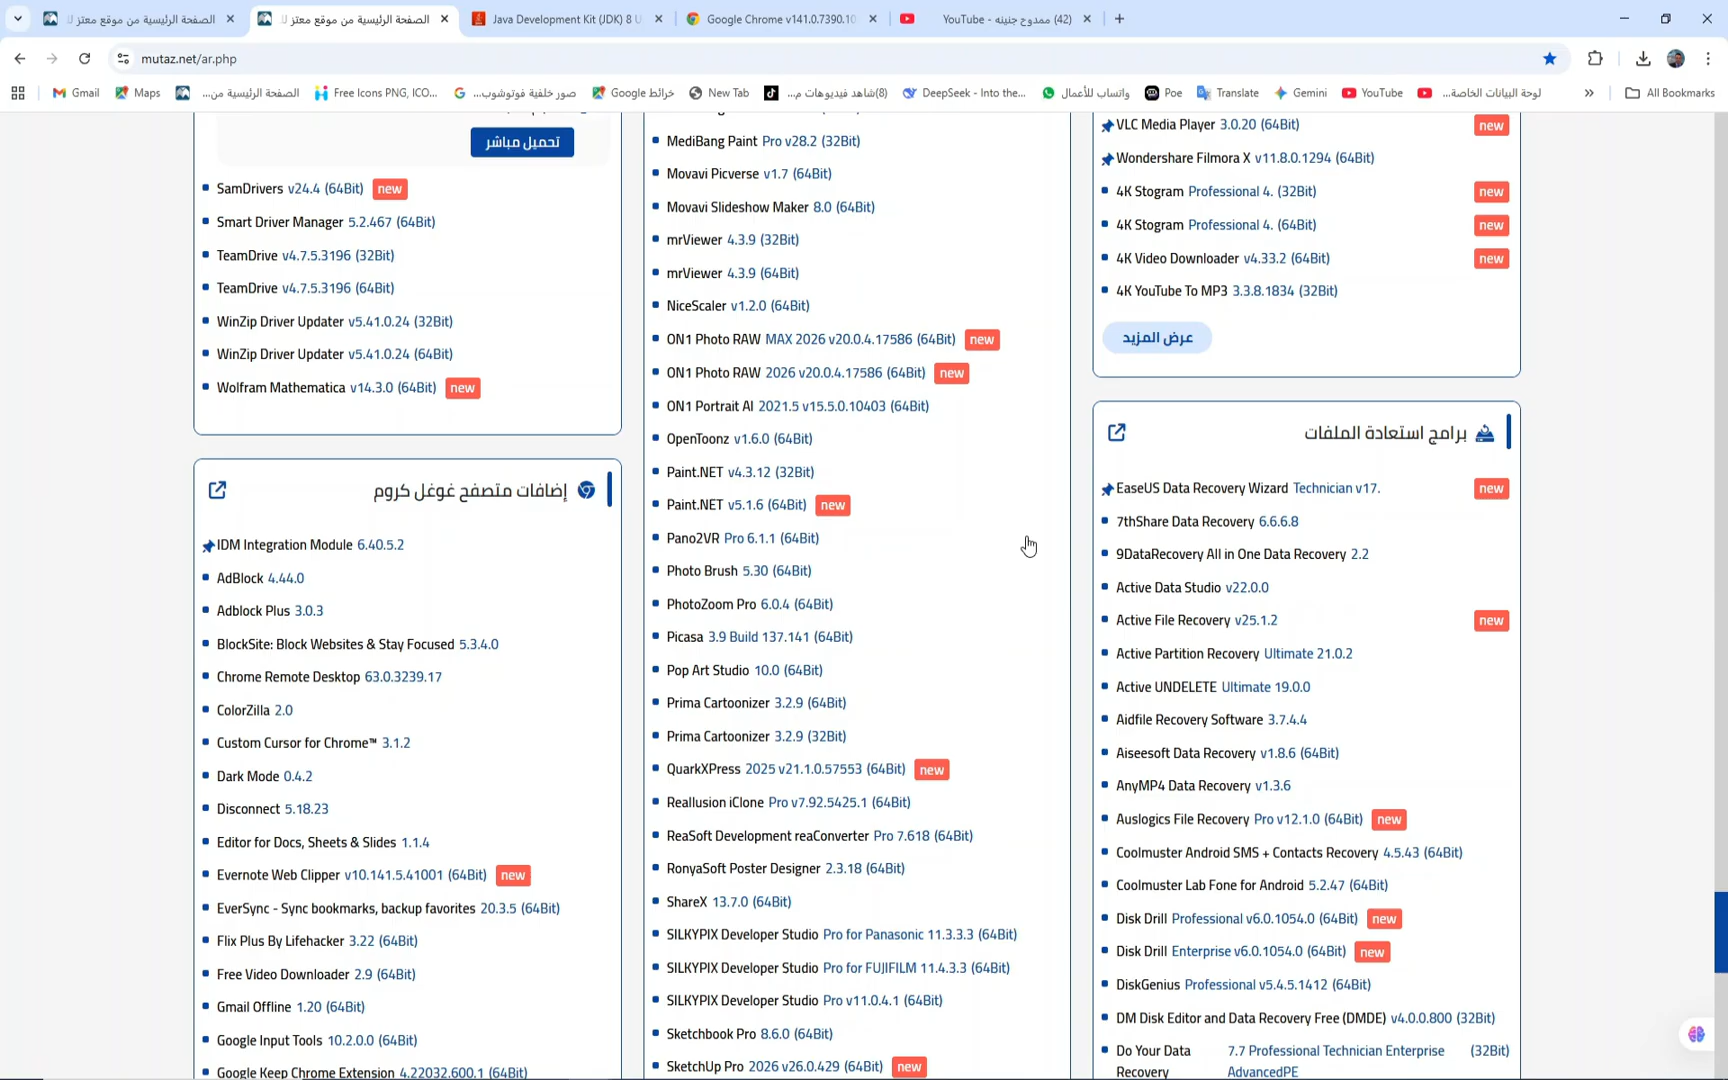 الصفحة الرئيسية من موقع معتز لـ
الصفحة الرئيسية من موقع معتز لـ
Java Development Kit (JDK) 8 U
Google Chrome v141.0.7390.10
(42) ممدوح جنينه - YouTube
mutaz.net/ar.php
Gmail
Maps
الصفحة الرئيسية من...
Free Icons PNG, ICO...
صور خلفية فوتوشوب...
خرائط Google
New Tab
(8)شاهد فيديوهات م...
DeepSeek - Into the...
واتساب للأعمال
Poe
Translate
Gemini
YouTube
لوحة البيانات الخاصة...
All Bookmarks
تحميل مباشر
SamDrivers v24.4 (64Bit) new
Smart Driver Manager 5.2.467 (64Bit)
TeamDrive v4.7.5.3196 (32Bit)
TeamDrive v4.7.5.3196 (64Bit)
WinZip Driver Updater v5.41.0.24 (32Bit)
WinZip Driver Updater v5.41.0.24 (64Bit)
Wolfram Mathematica v14.3.0 (64Bit) new
إضافات متصفح غوغل كروم
IDM Integration Module 6.40.5.2
AdBlock 4.44.0
Adblock Plus 3.0.3
BlockSite: Block Websites & Stay Focused 5.3.4.0
Chrome Remote Desktop 63.0.3239.17
ColorZilla 2.0
Custom Cursor for Chrome™ 3.1.2
Dark Mode 0.4.2
Disconnect 5.18.23
Editor for Docs, Sheets & Slides 1.1.4
Evernote Web Clipper v10.141.5.41001 (64Bit) new
EverSync - Sync bookmarks, backup favorites 20.3.5 (64Bit)
Flix Plus By Lifehacker 3.22 (64Bit)
Free Video Downloader 2.9 (64Bit)
Gmail Offline 1.20 (64Bit)
Google Input Tools 10.2.0.0 (64Bit)
Google Keep Chrome Extension 4.22032.600.1 (64Bit)
MediBang Paint Pro v28.2 (32Bit)
Movavi Picverse v1.7 (64Bit)
Movavi Slideshow Maker 8.0 (64Bit)
mrViewer 4.3.9 (32Bit)
mrViewer 4.3.9 (64Bit)
NiceScaler v1.2.0 (64Bit)
ON1 Photo RAW MAX 2026 v20.0.4.17586 (64Bit) new
ON1 Photo RAW 2026 v20.0.4.17586 (64Bit) new
ON1 Portrait AI 2021.5 v15.5.0.10403 (64Bit)
OpenToonz v1.6.0 (64Bit)
Paint.NET v4.3.12 (32Bit)
Paint.NET v5.1.6 (64Bit) new
Pano2VR Pro 6.1.1 (64Bit)
Photo Brush 5.30 (64Bit)
PhotoZoom Pro 6.0.4 (64Bit)
Picasa 3.9 Build 137.141 (64Bit)
Pop Art Studio 10.0 (64Bit)
Prima Cartoonizer 3.2.9 (64Bit)
Prima Cartoonizer 3.2.9 (32Bit)
QuarkXPress 2025 v21.1.0.57553 (64Bit) new
Reallusion iClone Pro v7.92.5425.1 (64Bit)
ReaSoft Development reaConverter Pro 7.618 (64Bit)
RonyaSoft Poster Designer 2.3.18 (64Bit)
ShareX 13.7.0 (64Bit)
SILKYPIX Developer Studio Pro for Panasonic 11.3.3.3 (64Bit)
SILKYPIX Developer Studio Pro for FUJIFILM 11.4.3.3 (64Bit)
SILKYPIX Developer Studio Pro v11.0.4.1 (64Bit)
Sketchbook Pro 8.6.0 (64Bit)
SketchUp Pro 2026 v26.0.429 (64Bit) new
VLC Media Player 3.0.20 (64Bit) new
Wondershare Filmora X v11.8.0.1294 (64Bit)
4K Stogram Professional 4. (32Bit) new
4K Stogram Professional 4. (64Bit) new
4K Video Downloader v4.33.2 (64Bit) new
4K YouTube To MP3 3.3.8.1834 (32Bit)
عرض المزيد
برامج استعادة الملفات
EaseUS Data Recovery Wizard Technician v17. new
7thShare Data Recovery 6.6.6.8
9DataRecovery All in One Data Recovery 2.2
Active Data Studio v22.0.0
Active File Recovery v25.1.2 new
Active Partition Recovery Ultimate 21.0.2
Active UNDELETE Ultimate 19.0.0
Aidfile Recovery Software 3.7.4.4
Aiseesoft Data Recovery v1.8.6 (64Bit)
AnyMP4 Data Recovery v1.3.6
Auslogics File Recovery Pro v12.1.0 (64Bit) new
Coolmuster Android SMS + Contacts Recovery 4.5.43 (64Bit)
Coolmuster Lab Fone for Android 5.2.47 (64Bit)
Disk Drill Professional v6.0.1054.0 (64Bit) new
Disk Drill Enterprise v6.0.1054.0 (64Bit) new
DiskGenius Professional v5.4.5.1412 (64Bit)
DM Disk Editor and Data Recovery Free (DMDE) v4.0.0.800 (32Bit)
Do Your Data 7.7 Professional Technician Enterprise (32Bit)
Recovery AdvancedPE